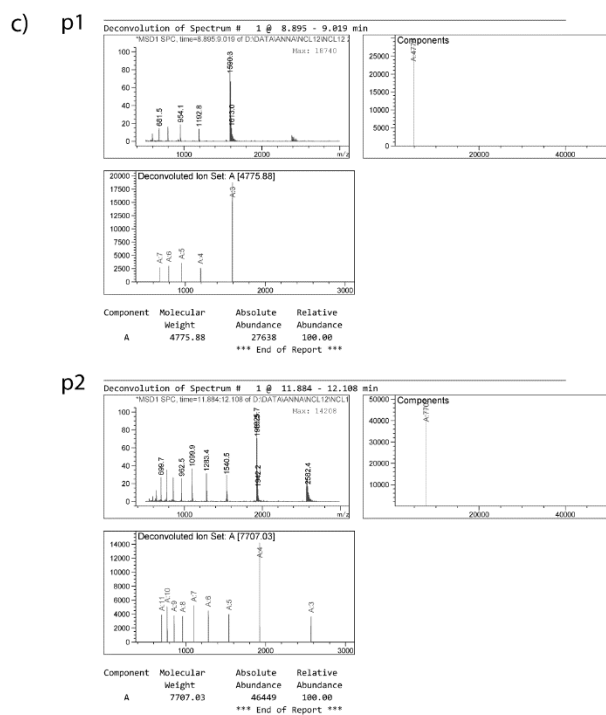 c) p1
Deconvolution of Spectrum # 1 @ 8.895 - 9.019 min
*MSD1 SPC, time=8.895:9.019 of D:\DATA\ANNA\NCL12\NCL12
Max: 18740
100
80
60
40
20
0
681.5
954.1
1192.8
1613.0
2000
m/z
Components
A:477
30000
25000
20000
15000
10000
5000
20000
40000
Deconvoluted Ion Set: A [4775.88]
20000
17500
15000
12500
10000
7500
5000
2500
0
A:7
A:6
A:5
A:4
A:3
1000
2000
3000
Component Molecular Weight Absolute Abundance Relative Abundance
A 4775.88 27638 100.00
*** End of Report ***
p2
Deconvolution of Spectrum # 1 @ 11.884 - 12.108 min
*MSD1 SPC, time=11.884:12.108 of D:\DATA\ANNA\NCL12\NCL1
Max: 14208
100
80
60
40
20
0
699.7
962.5
1099.9
1283.4
1540.5
1942.2
2582.4
2000
m/z
Components
A:770
50000
40000
30000
20000
10000
20000
40000
Deconvoluted Ion Set: A [7707.03]
14000
12000
10000
8000
6000
4000
2000
0
A:11
A:10
A:9
A:8
A:7
A:6
A:5
A:4
A:3
1000
2000
3000
Component Molecular Weight Absolute Abundance Relative Abundance
A 7707.03 46449 100.00
*** End of Report ***